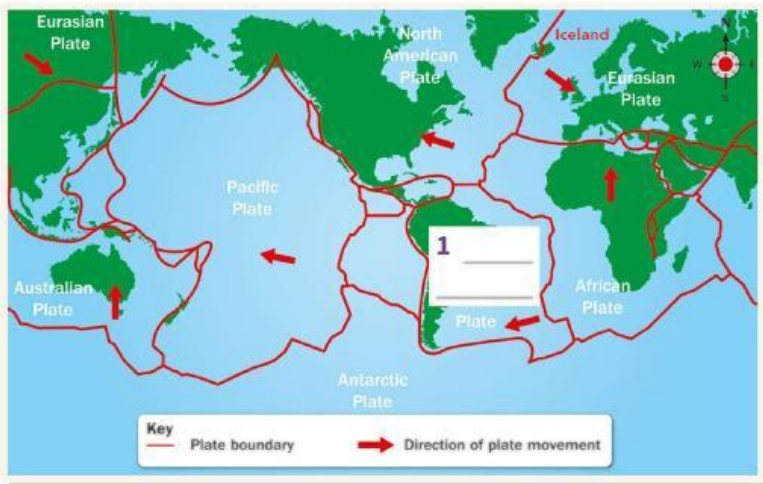 Eurasian
Plate
North
American
Plate
Iceland
Eurasian
Plate
N
W
E
S
Pacific
Plate
1
Australian
Plate
African
Plate
Plate
Antarctic
Plate
Key
Plate boundary
Direction of plate movement